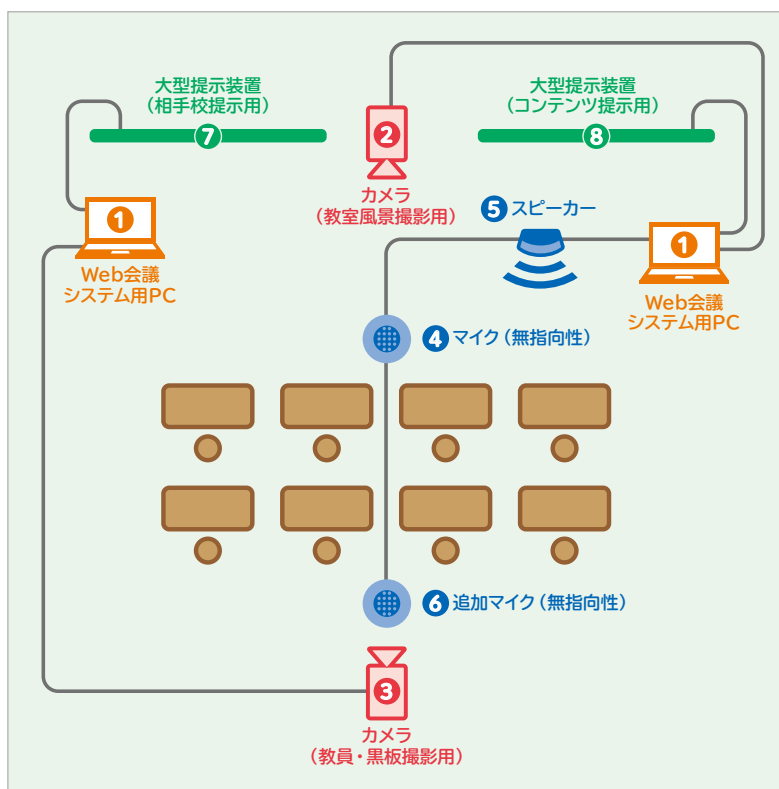 大型提示装置
（相手校提示用）
7
2
カメラ
（教室風景撮影用）
大型提示装置
（コンテンツ提示用）
8
1
Web会議
システム用PC
5 スピーカー
1
Web会議
システム用PC
4 マイク（無指向性）
6 追加マイク（無指向性）
3
カメラ
（教員・黒板撮影用）